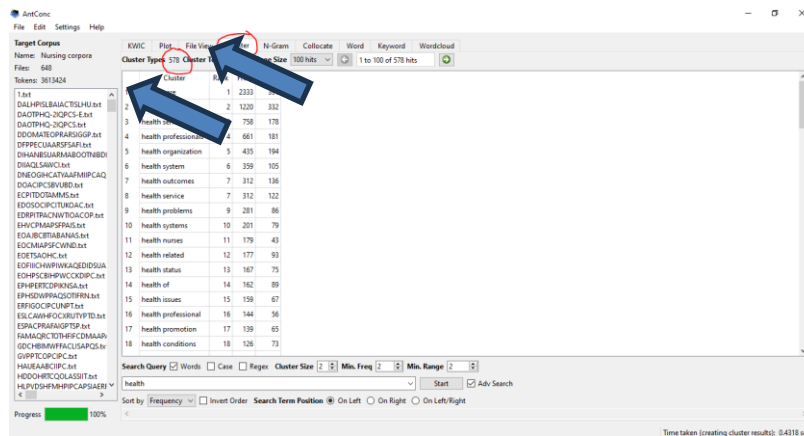 AntConc
File Edit Settings Help
Target Corpus
Name: Nursing corpora
Files: 648
Tokens: 3613424
1.txt
DALHPISLBAIACTISLHU.txt
DAOTPHQ-2IQPCS-E.txt
DAOTPHQ-2IQPCS.txt
DDOMATEOPRARSIGGP.txt
DFPPECUAARSFSAFI.txt
DIHANBSUARMABOOTNIBDI
DIIAQLSAWCI.txt
DNEOGIHCATYAAFMIIPCAQ
DOACIPCSBVUBD.txt
ECPITDOTAMMS.txt
EDOSOCIPCITUKOAC.txt
EDRPITPACNWTIOACOP.txt
EHVCPMAPSFPAIS.txt
EOAJBCBTIABANAS.txt
EOCMIAPSFCWND.txt
EOETSAOHC.txt
EOFIIICHWPIWKAQEDIDSUA
EOHPSCBIHPWCCKDIPC.txt
EPHPERTCDPIKNSA.txt
EPHSDWPPAQSOTIFRN.txt
ERFIGOCIPCUNPT.txt
ESLCAWHFOCXRUTYPTD.txt
ESPACPRAFAIGPTSP.txt
FAMAQRCTOTHFIFCDMAAP
GDCHBIMWFFACLISAPQS.tx
GVPPTCOPCIPC.txt
HAUEAABCIIPC.txt
HDDOHRTCQOLASSIIT.txt
HLPVDSHFMHPIPCAPSIAERI
Progress 100%
KWIC Plot File View N-Gram Collocate Word Keyword Wordcloud
Cluster Types 578 Cluster Size 100 hits 1 to 100 of 578 hits
Cluster
1 2333
2 2 1220 332
3 health 758 178
4 health professionals 661 181
5 health organization 5 435 194
6 health system 6 359 105
7 health outcomes 7 312 136
8 health service 7 312 122
9 health problems 9 281 86
10 health systems 10 201 79
11 health nurses 11 179 43
12 health related 12 177 93
13 health status 13 167 75
14 health of 14 162 89
15 health issues 15 159 67
16 health professional 16 144 56
17 health promotion 17 139 65
18 health conditions 18 126 73
Search Query Words Case Regex Cluster Size 2 Min. Freq 2 Min. Range 2
health Start Adv Search
Sort by Frequency Invert Order Search Term Position On Left On Right On Left/Right
Time taken (creating cluster results): 0.4318 s